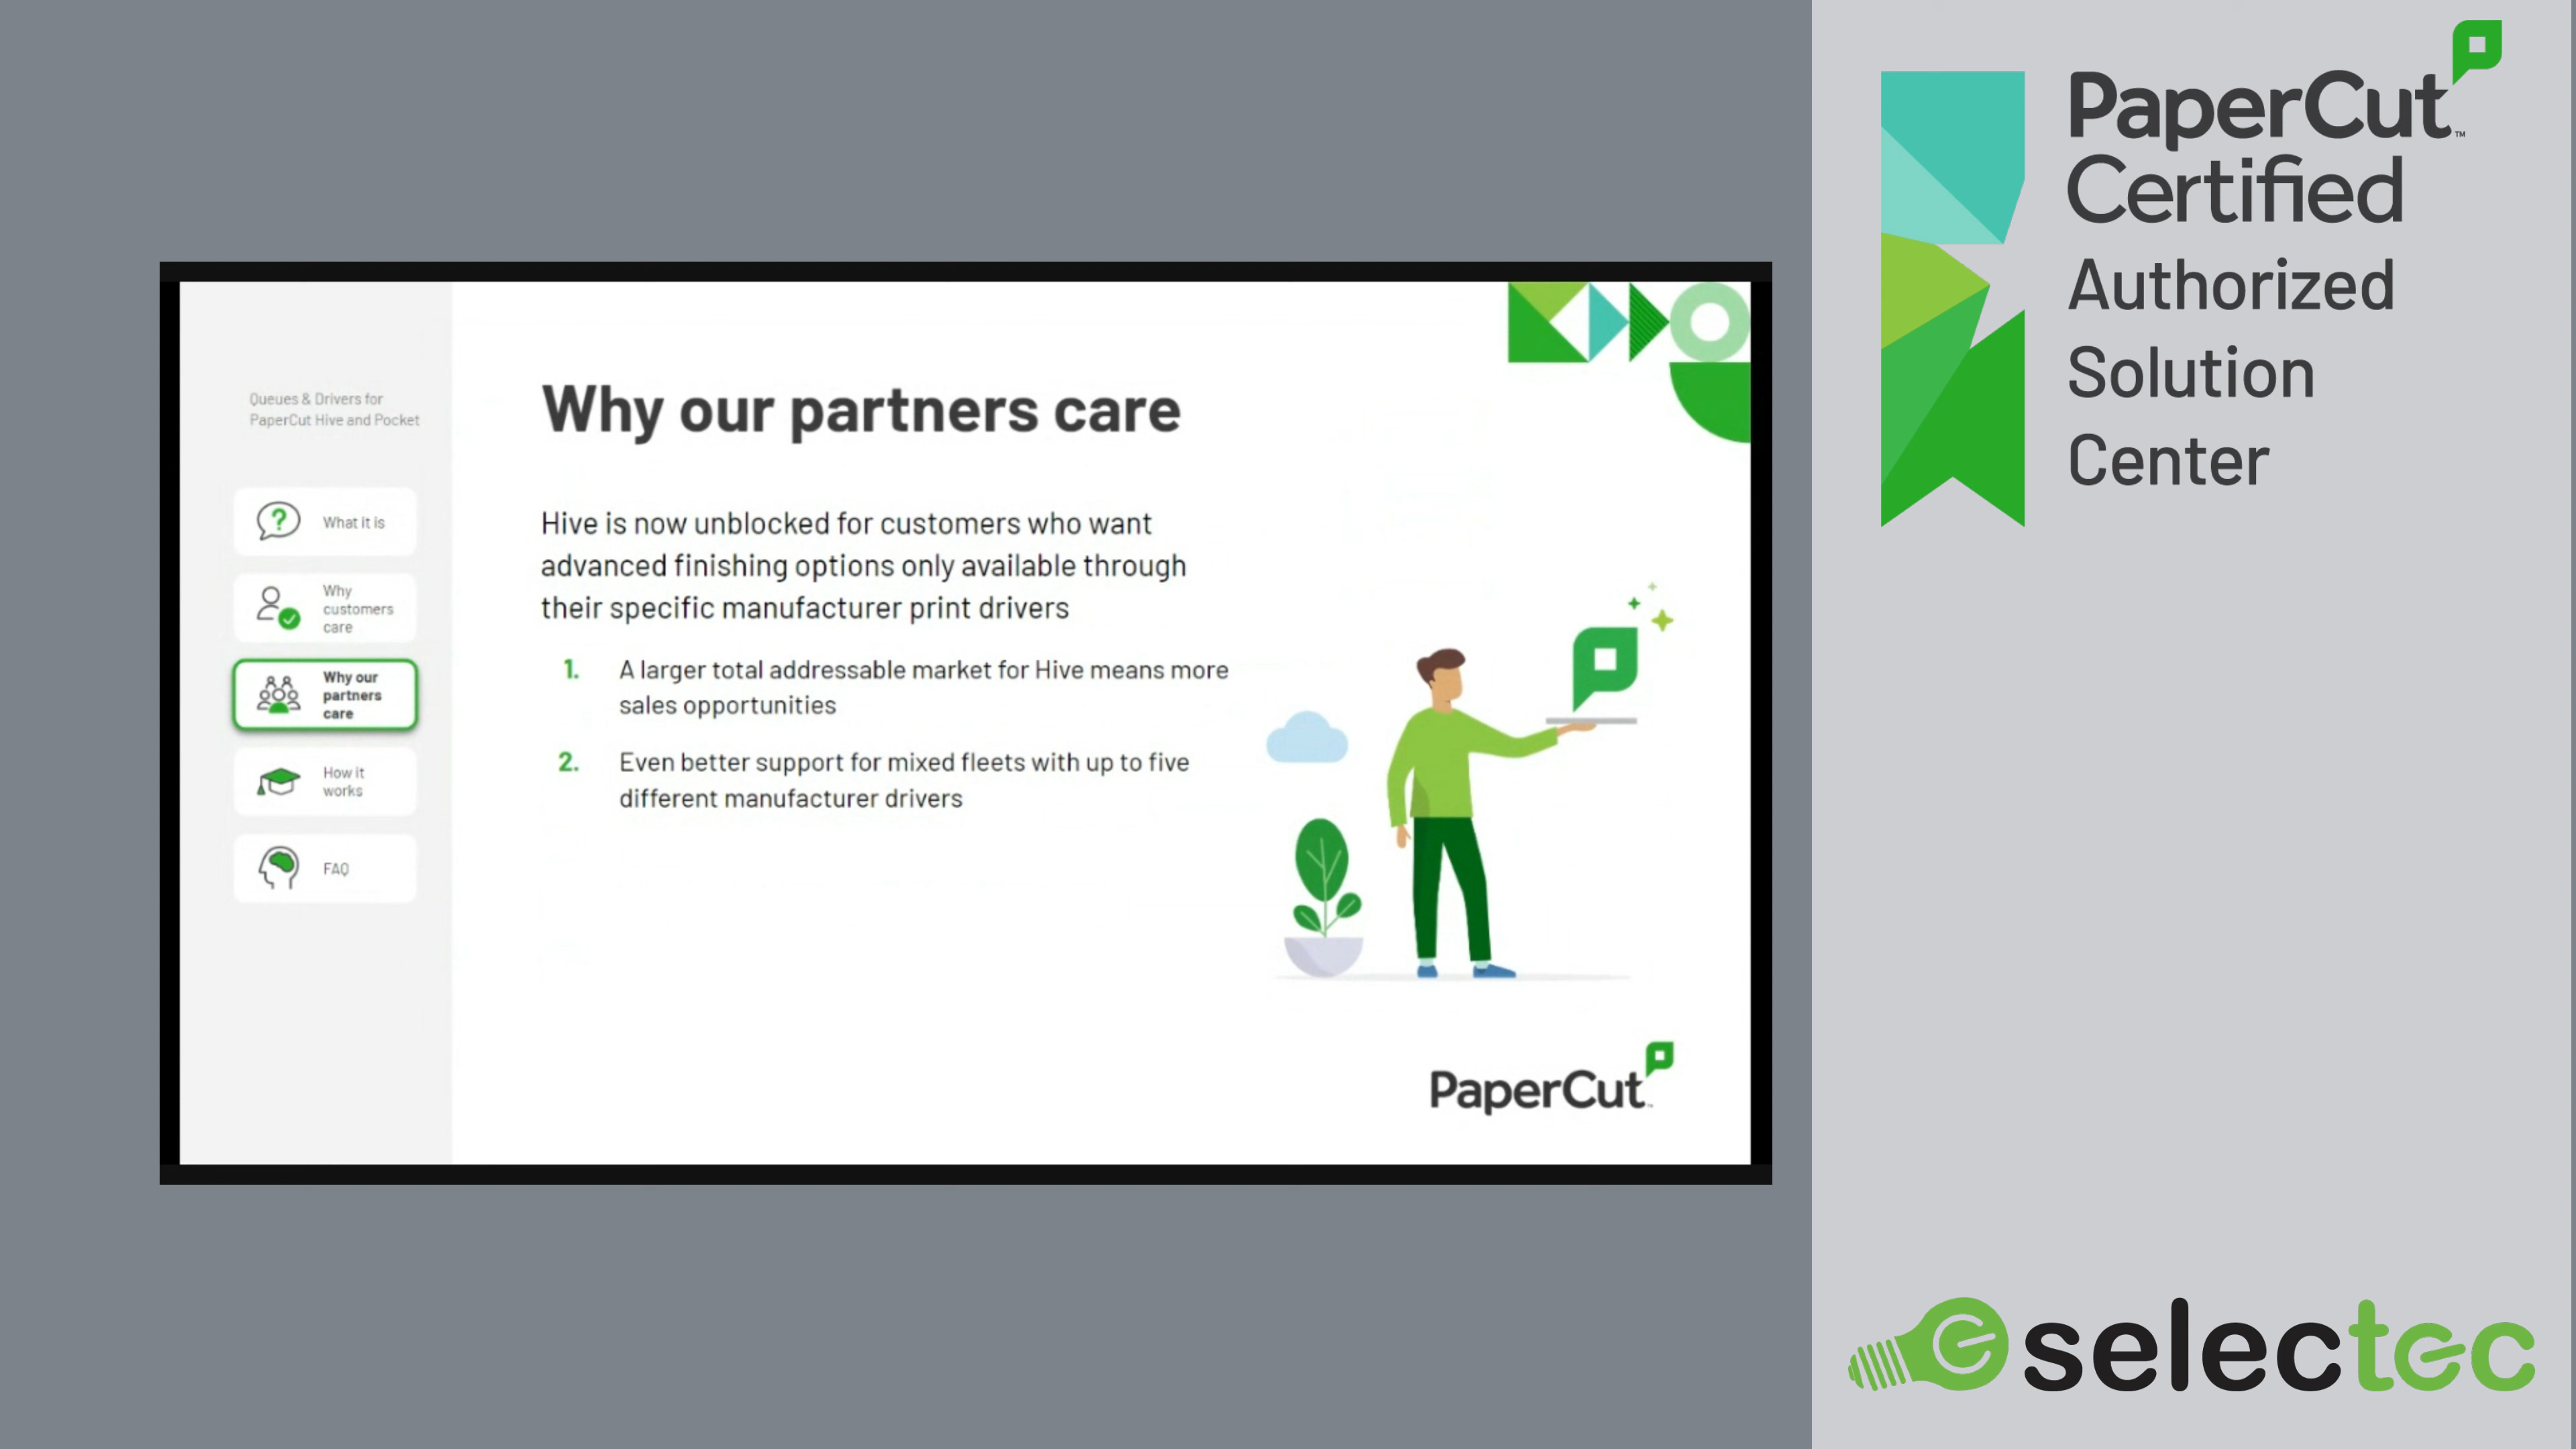 Queues & Drivers for
PaperCut Hive and Pocket
What it is
Why
customers
care
Why our
partners
care
How it
works
FAQ
Why our partners care
Hive is now unblocked for customers who want
advanced finishing options only available through
their specific manufacturer print drivers
1. A larger total addressable market for Hive means more
sales opportunities
2. Even better support for mixed fleets with up to five
different manufacturer drivers
PaperCut
PaperCut™
Certified
Authorized
Solution
Center
selectec